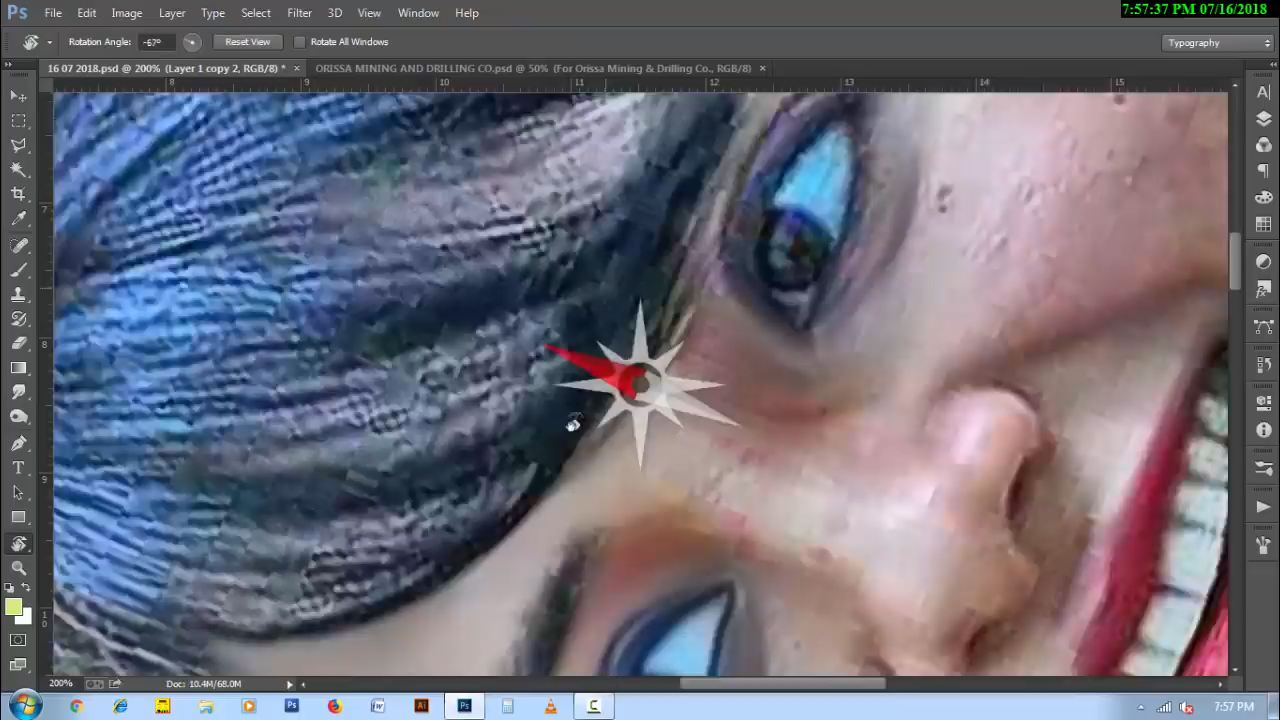 Ps File Edit Image Layer Type Select Filter 3D View Window Help
7:57:37 PM 07/16/2018
Rotation Angle: -67° Reset View Rotate All Windows Typography
16 07 2018.psd @ 200% (Layer 1 copy 2, RGB/8) * × ORISSA MINING AND DRILLING CO.psd @ 50% (For Orissa Mining & Drilling Co., RGB/8) ×
8 9 10 11 12 13 14 15
7
8
9
10
200% Doc: 10.4M/68.0M
7:57 PM